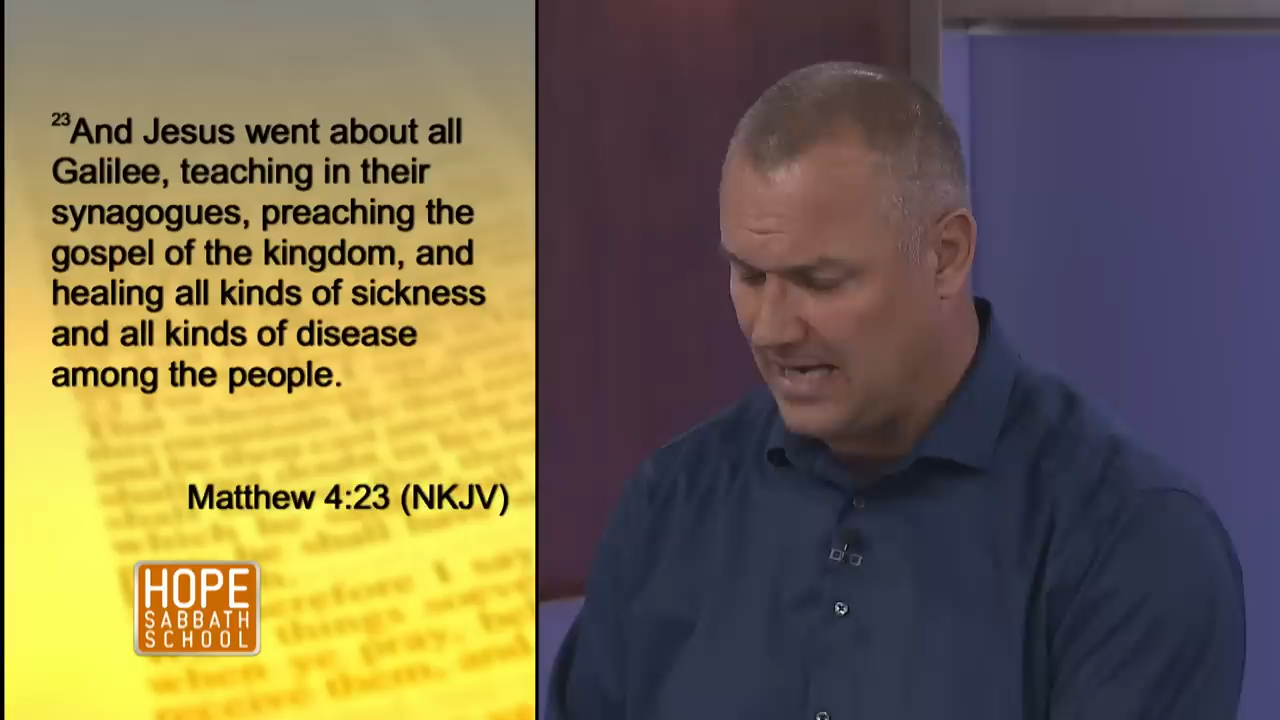 23And Jesus went about all
Galilee, teaching in their
synagogues, preaching the
gospel of the kingdom, and
healing all kinds of sickness
and all kinds of disease
among the people.
Matthew 4:23 (NKJV)
HOPE
SABBATH
SCHOOL